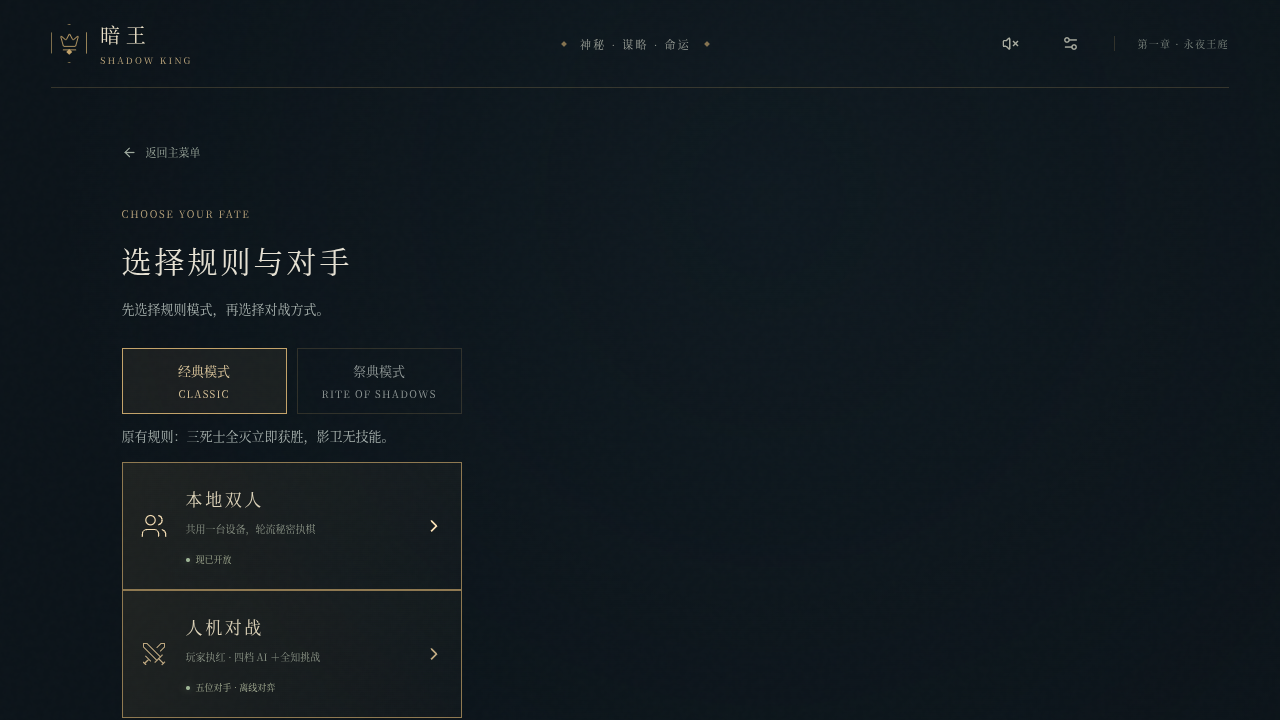 暗王
SHADOW KING
神秘 · 谋略 · 命运
第一章 · 永夜王庭
返回主菜单
CHOOSE YOUR FATE
选择规则与对手
先选择规则模式，再选择对战方式。
经典模式
CLASSIC
祭典模式
RITE OF SHADOWS
原有规则：三死士全灭立即获胜，影卫无技能。
本地双人
共用一台设备，轮流秘密执棋
现已开放
人机对战
玩家执红 · 四档 AI ＋全知挑战
五位对手 · 离线对弈